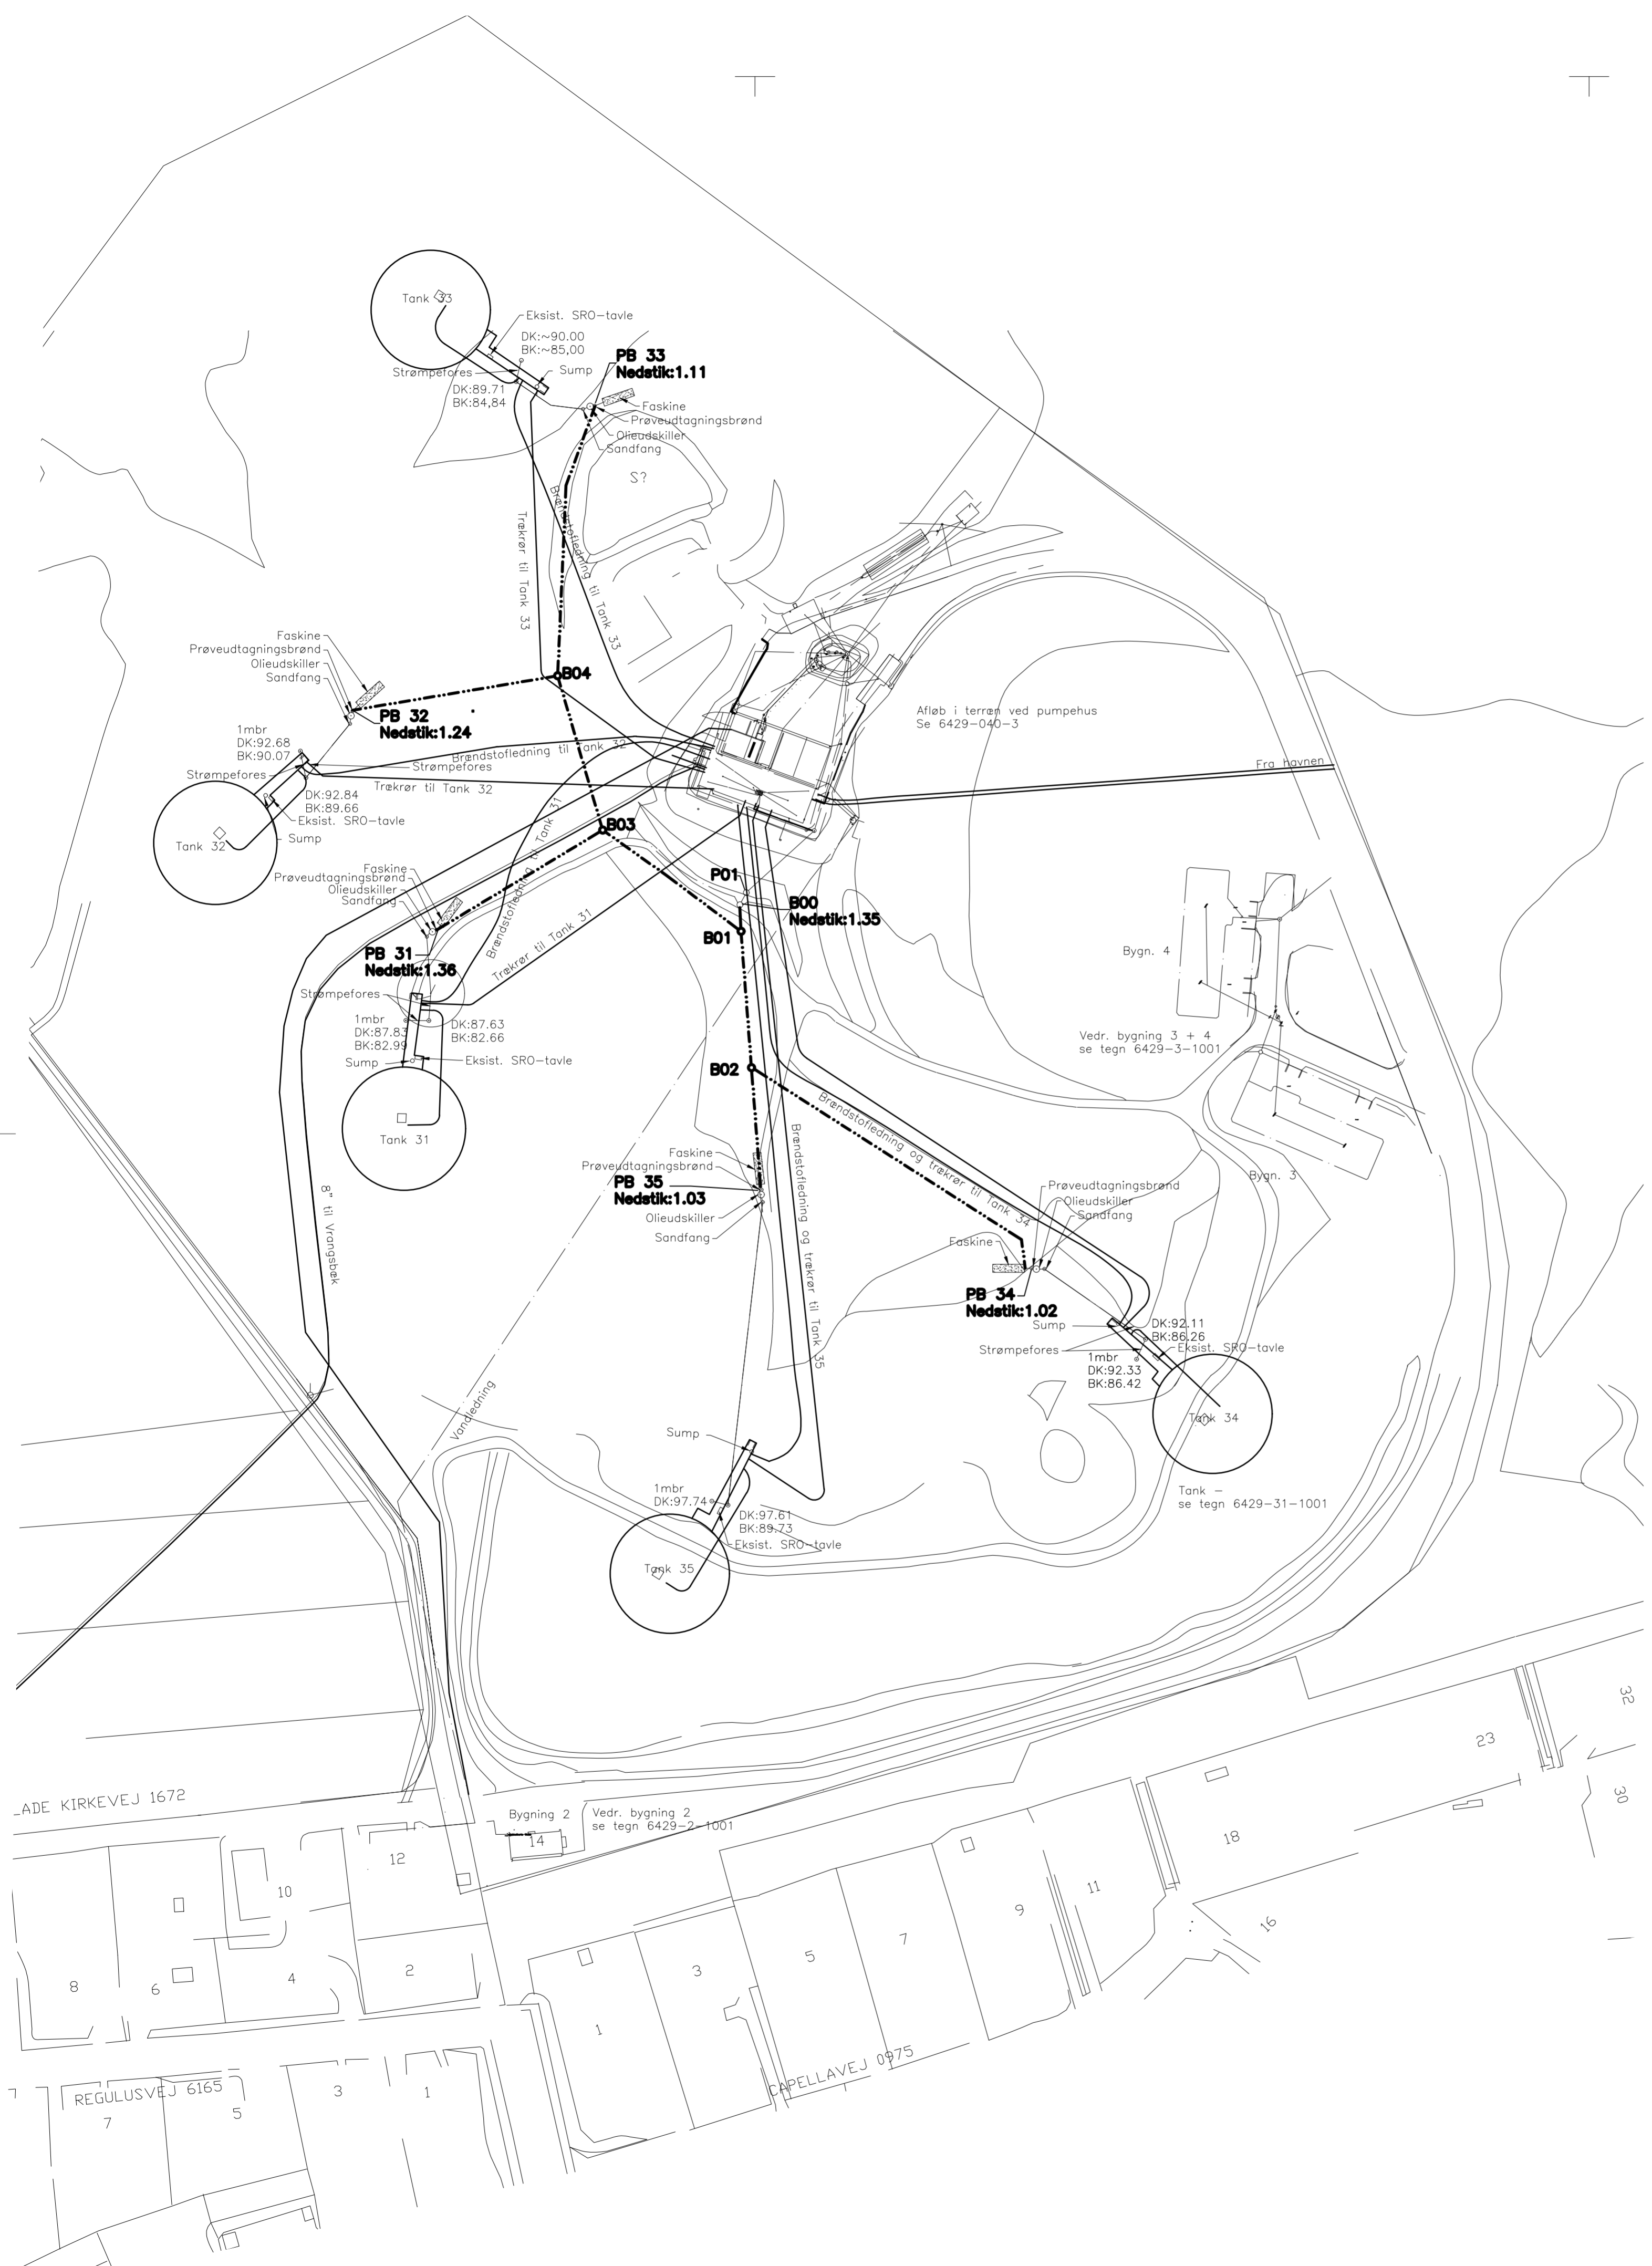 Tank 33
Eksist. SRO-tavle
DK:~90.00
BK:~85,00
PB 33
Nedstik:1.11
Strømpefores
Sump
DK:89.71
BK:84,84
Faskine
Prøveudtagningsbrønd
Olieudskiller
Sandfang
S?
Brændstofledning til Tank 33
Trækrør til Tank 33
Faskine
Prøveudtagningsbrønd
Olieudskiller
Sandfang
B04
PB 32
Nedstik:1.24
1mbr
DK:92.68
BK:90.07
Strømpefores
Brændstofledning til Tank 32
Strømpefores
Trækrør til Tank 32
DK:92.84
BK:89.66
Eksist. SRO-tavle
Sump
Tank 32
Afløb i terræn ved pumpehus
Se 6429-040-3
Fra havnen
B03
Brændstofledning til Tank 31
Faskine
Prøveudtagningsbrønd
Olieudskiller
Sandfang
P01
B00
Nedstik:1.35
B01
PB 31
Nedstik:1.36
Trækrør til Tank 31
Bygn. 4
Strømpefores
1mbr
DK:87.83
BK:82.99
DK:87.63
BK:82.66
Sump
Eksist. SRO-tavle
Tank 31
Vedr. bygning 3 + 4
se tegn 6429-3-1001
B02
Brændstofledning og trækrør til Tank 34
Brændstofledning og trækrør til Tank 35
Faskine
Prøveudtagningsbrønd
PB 35
Nedstik:1.03
Olieudskiller
Sandfang
Bygn. 3
Prøveudtagningsbrønd
Olieudskiller
Sandfang
Faskine
PB 34
Nedstik:1.02
8" til Vrangsbæk
Sump
DK:92.11
BK:86.26
Strømpefores
Eksist. SRO-tavle
1mbr
DK:92.33
BK:86.42
Tank 34
Vandledning
Sump
1mbr
DK:97.74
DK:97.61
BK:89.73
Eksist. SRO-tavle
Tank 35
Tank -
se tegn 6429-31-1001
32
23
30
ADE KIRKEVEJ 1672
Bygning 2
Vedr. bygning 2
se tegn 6429-2-1001
14
12
18
10
11
9
16
7
5
3
2
4
6
8
1
CAPELLAVEJ 0975
REGULUSVEJ 6165
7
7
5
3
1